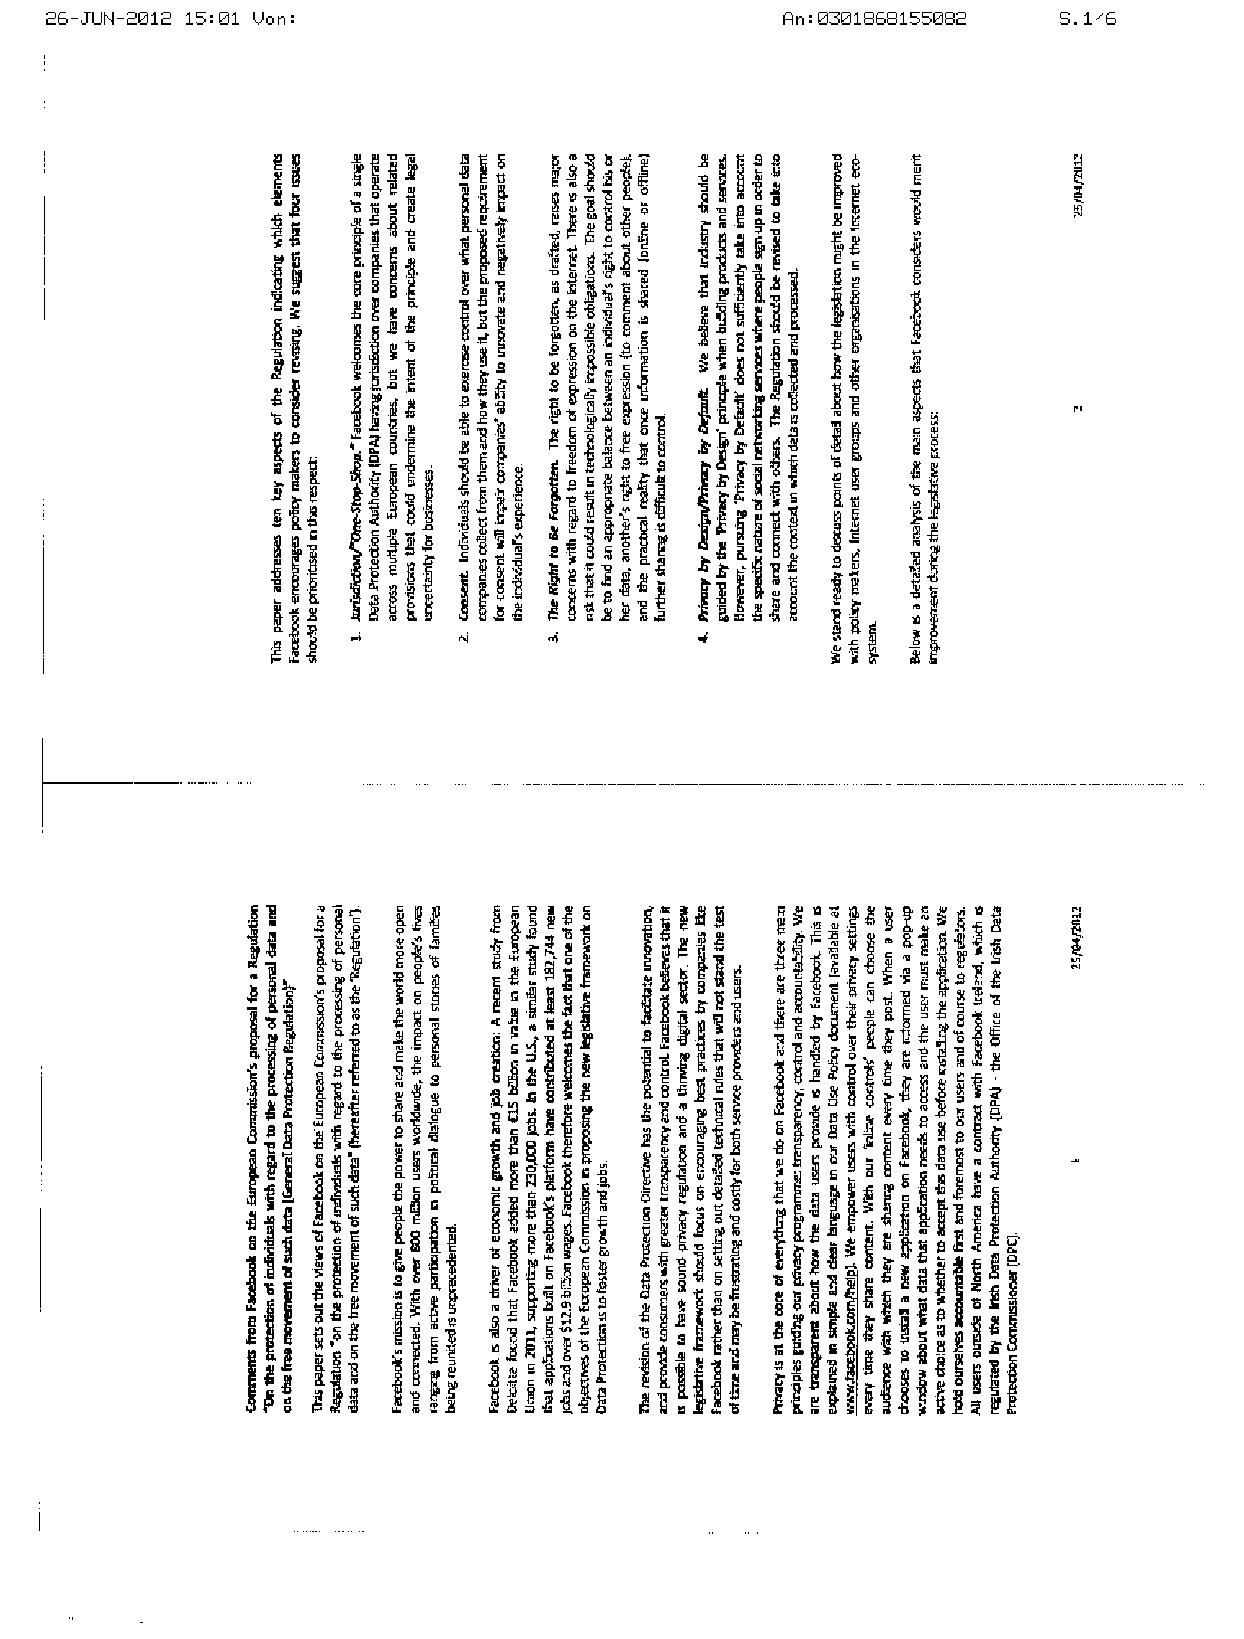 26-JUN-2012 15:01 Von: An:0301868155082 S.1/6
Comments from Facebook on the European Commission's proposal for a Regulation
"On the protection of individuals with regard to the processing of personal data and
on the free movement of such data (General Data Protection Regulation)"
This paper sets out the views of Facebook on the European Commission's proposal for a
Regulation "on the protection of individuals with regard to the processing of personal
data and on the free movement of such data" (hereafter referred to as the 'Regulation').
Facebook's mission is to give people the power to share and make the world more open
and connected. With over 800 million users worldwide, the impact on people's lives
ranging from active participation in political dialogue to personal stories of families
being reunited is unprecedented.
Facebook is also a driver of economic growth and job creation: A recent study from
Deloitte found that Facebook added more than €15 billion in value in the European
Union in 2011, supporting more than 230,000 jobs. In the U.S., a similar study found
that applications built on Facebook's platform have contributed at least 182,744 new
jobs and over $12.9 billion wages. Facebook therefore welcomes the fact that one of the
objectives of the European Commission in proposing the new legislative framework on
Data Protection is to foster growth and jobs.
The revision of the Data Protection Directive has the potential to facilitate innovation,
and provide consumers with greater transparency and control. Facebook believes that it
is possible to have sound privacy regulation and a thriving digital sector. The new
legislative framework should focus on encouraging best practices by companies like
Facebook rather than on setting out detailed technical rules that will not stand the test
of time and may be frustrating and costly for both service providers and users.
Privacy is at the core of everything that we do on Facebook and there are three main
principles guiding our privacy programme: transparency, control and accountability. We
are transparent about how the data users provide is handled by Facebook. This is
explained in simple and clear language in our Data Use Policy document (available at
www.facebook.com/help). We empower users with control over their privacy settings
every time they share content. With our 'inline controls' people can choose the
audience with which they are sharing content every time they post. When a user
chooses to install a new application on Facebook, they are informed via a pop-up
window about what data that application needs to access and the user must make an
active choice as to whether to accept this data use before installing the application. We
hold ourselves accountable first and foremost to our users and of course to regulators.
All users outside of North America have a contract with Facebook Ireland, which is
regulated by the Irish Data Protection Authority (DPA) - the Office of the Irish Data
Protection Commissioner (DPC).
1
25/04/2012
This paper addresses ten key aspects of the Regulation indicating which elements
Facebook encourages policy makers to consider revising. We suggest that four issues
should be prioritised in this respect:
1. Jurisdiction/"One-Stop-Shop." Facebook welcomes the core principle of a single
Data Protection Authority (DPA) having jurisdiction over companies that operate
across multiple European countries, but we have concerns about related
provisions that could undermine the intent of the principle and create legal
uncertainty for businesses.
2. Consent. Individuals should be able to exercise control over what personal data
companies collect from them and how they use it, but the proposed requirement
for consent will impair companies' ability to innovate and negatively impact on
the individual's experience.
3. The Right to Be Forgotten. The right to be forgotten, as drafted, raises major
concerns with regard to freedom of expression on the internet. There is also a
risk that it could result in technologically impossible obligations. The goal should
be to find an appropriate balance between an individual's right to control his or
her data, another's right to free expression (to comment about other people),
and the practical reality that once information is shared (online or offline)
further sharing is difficult to control.
4. Privacy by Design/Privacy by Default. We believe that industry should be
guided by the 'Privacy by Design' principle when building products and services.
However, pursuing 'Privacy by Default' does not sufficiently take into account
the specific nature of social networking services where people sign up in order to
share and connect with others. The Regulation should be revised to take into
account the context in which data is collected and processed.
We stand ready to discuss points of detail about how the legislation might be improved
with policy makers, Internet user groups and other organisations in the Internet eco-
system.
Below is a detailed analysis of the main aspects that Facebook considers would merit
improvement during the legislative process:
2
25/04/2012